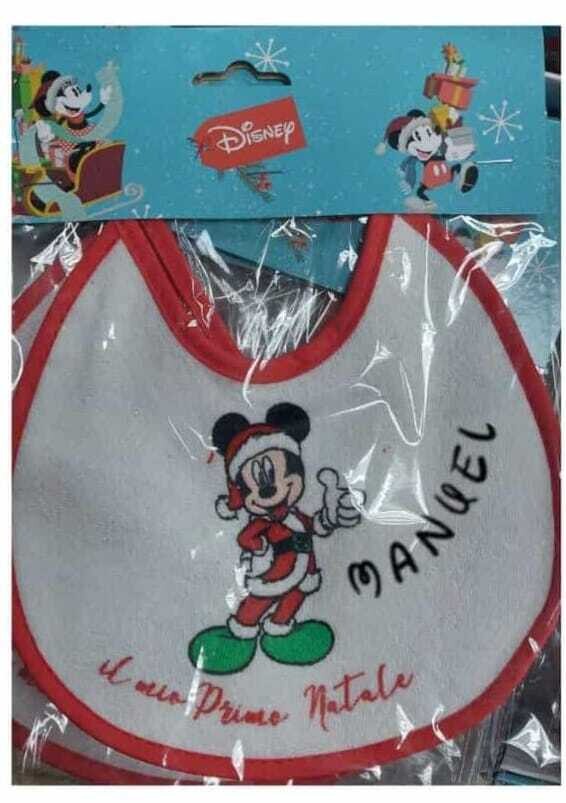 Disney
MANUEL
il mio Primo Natale